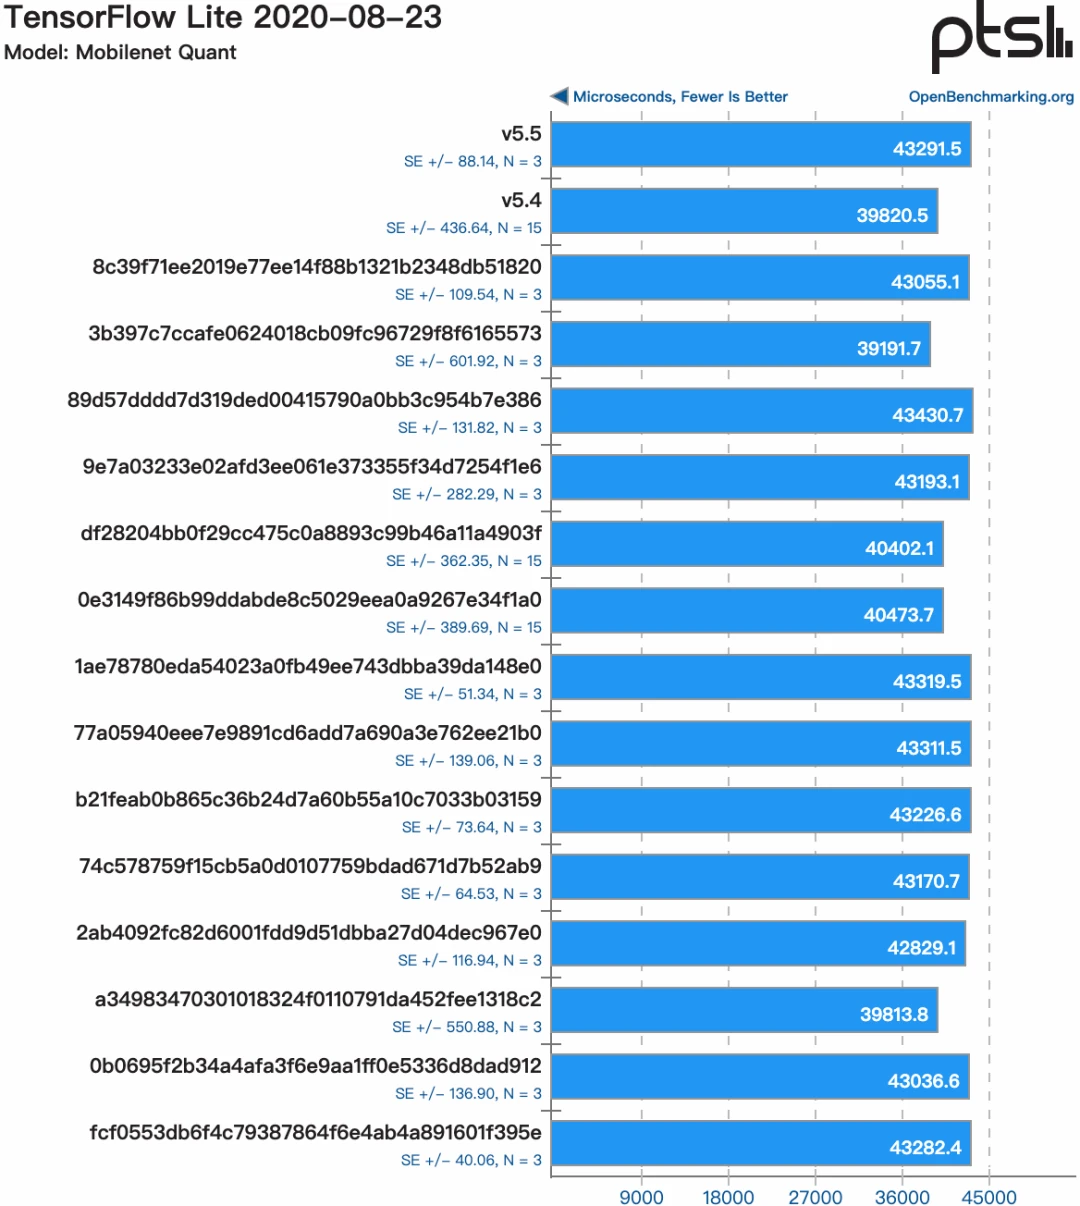 TensorFlow Lite 2020-08-23
Model: Mobilenet Quant
ptsl
Microseconds, Fewer Is Better
OpenBenchmarking.org
v5.5
SE +/- 88.14, N = 3
43291.5
v5.4
SE +/- 436.64, N = 15
39820.5
8c39f71ee2019e77ee14f88b1321b2348db51820
SE +/- 109.54, N = 3
43055.1
3b397c7ccafe0624018cb09fc96729f8f6165573
SE +/- 601.92, N = 3
39191.7
89d57dddd7d319ded00415790a0bb3c954b7e386
SE +/- 131.82, N = 3
43430.7
9e7a03233e02afd3ee061e373355f34d7254f1e6
SE +/- 282.29, N = 3
43193.1
df28204bb0f29cc475c0a8893c99b46a11a4903f
SE +/- 362.35, N = 15
40402.1
0e3149f86b99ddabde8c5029eea0a9267e34f1a0
SE +/- 389.69, N = 15
40473.7
1ae78780eda54023a0fb49ee743dbba39da148e0
SE +/- 51.34, N = 3
43319.5
77a05940eee7e9891cd6add7a690a3e762ee21b0
SE +/- 139.06, N = 3
43311.5
b21feab0b865c36b24d7a60b55a10c7033b03159
SE +/- 73.64, N = 3
43226.6
74c578759f15cb5a0d0107759bdad671d7b52ab9
SE +/- 64.53, N = 3
43170.7
2ab4092fc82d6001fdd9d51dbba27d04dec967e0
SE +/- 116.94, N = 3
42829.1
a34983470301018324f0110791da452fee1318c2
SE +/- 550.88, N = 3
39813.8
0b0695f2b34a4afa3f6e9aa1ff0e5336d8dad912
SE +/- 136.90, N = 3
43036.6
fcf0553db6f4c79387864f6e4ab4a891601f395e
SE +/- 40.06, N = 3
43282.4
9000 18000 27000 36000 45000